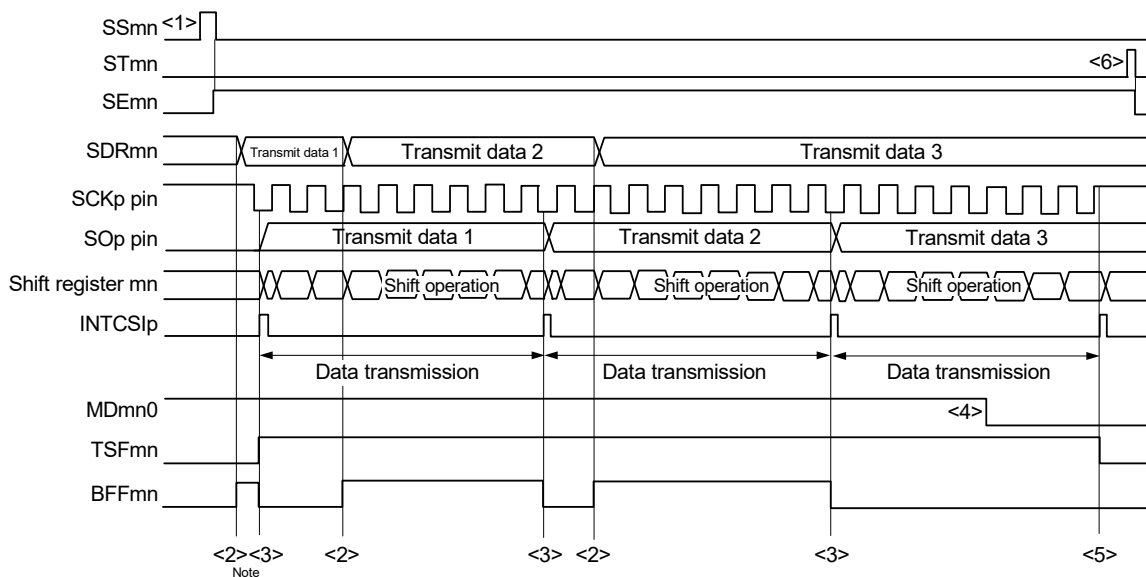 SSmn <1>
STmn <6>
SEmn
SDRmn Transmit data 1 Transmit data 2 Transmit data 3
SCKp pin
SOp pin Transmit data 1 Transmit data 2 Transmit data 3
Shift register mn Shift operation Shift operation Shift operation
INTCSIp
Data transmission Data transmission Data transmission
MDmn0 <4>
TSFmn
BFFmn
<2> <3> <2> <3> <2> <3> <5>
Note